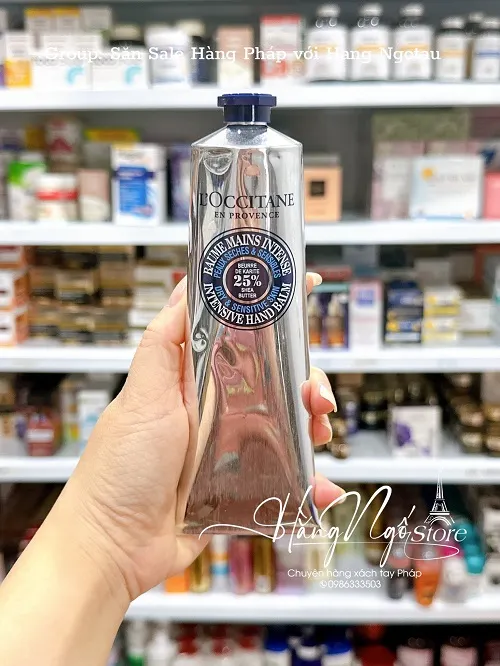 Group: Săn Sale Hàng Pháp với Hang Ngotau
L'OCCITANE
EN PROVENCE
BAUME MAINS INTENSE
PEAUX SÈCHES & SENSIBLES
BEURRE
DE KARITÉ
25%
SHEA
BUTTER
DRY & SENSITIVE SKIN
INTENSIVE HAND BALM
Hằng Ngố Store
Chuyên hàng xách tay Pháp
0986333503